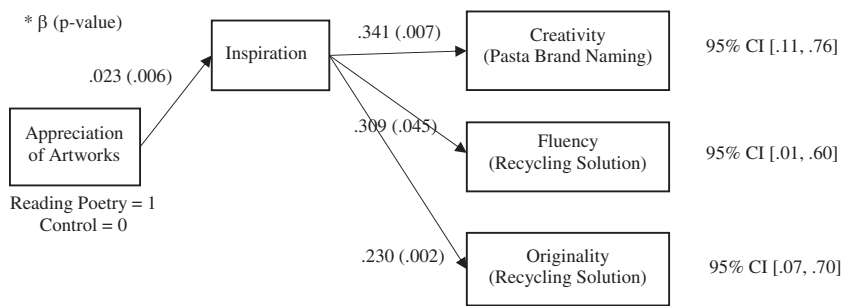 * β (p-value)
.023 (.006)
Appreciation
of Artworks
Reading Poetry = 1
Control = 0
Inspiration
.341 (.007)
Creativity
(Pasta Brand Naming)
95% CI [.11, .76]
.309 (.045)
Fluency
(Recycling Solution)
95% CI [.01, .60]
.230 (.002)
Originality
(Recycling Solution)
95% CI [.07, .70]